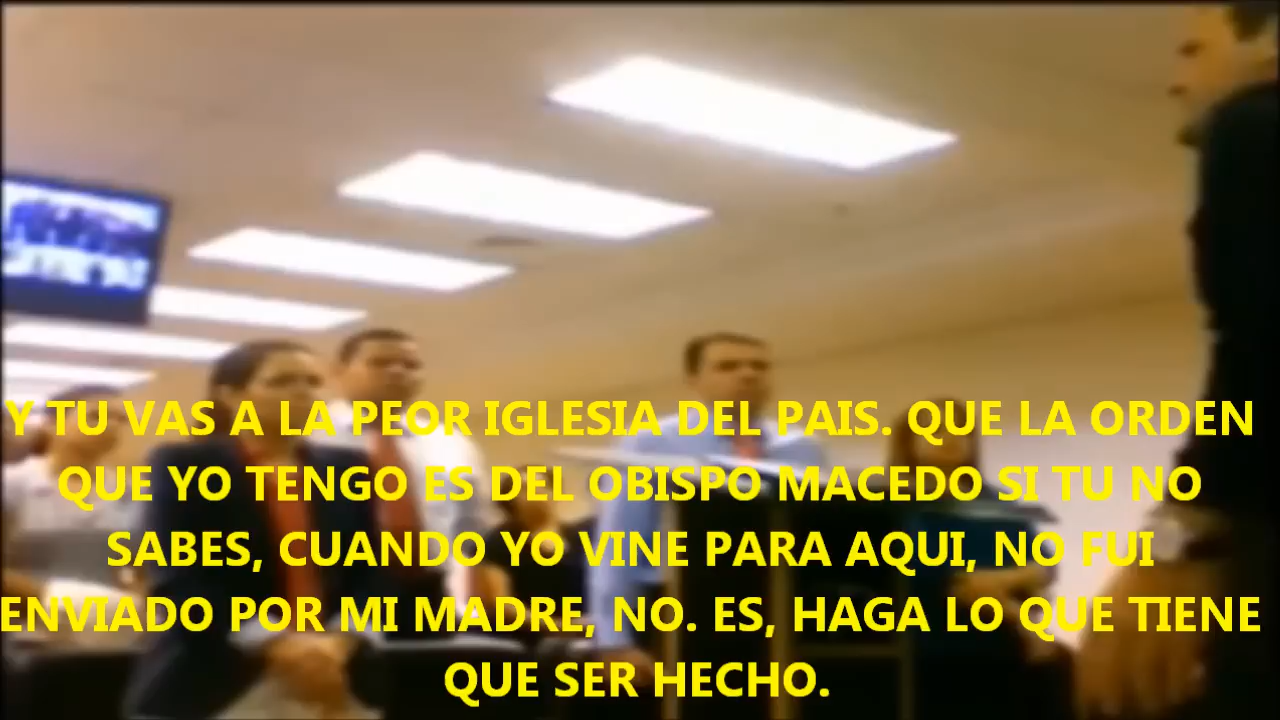 Y TU VAS A LA PEOR IGLESIA DEL PAIS. QUE LA ORDEN
QUE YO TENGO ES DEL OBISPO MACEDO SI TU NO
SABES, CUANDO YO VINE PARA AQUI, NO FUI
ENVIADO POR MI MADRE, NO. ES, HAGA LO QUE TIENE
QUE SER HECHO.